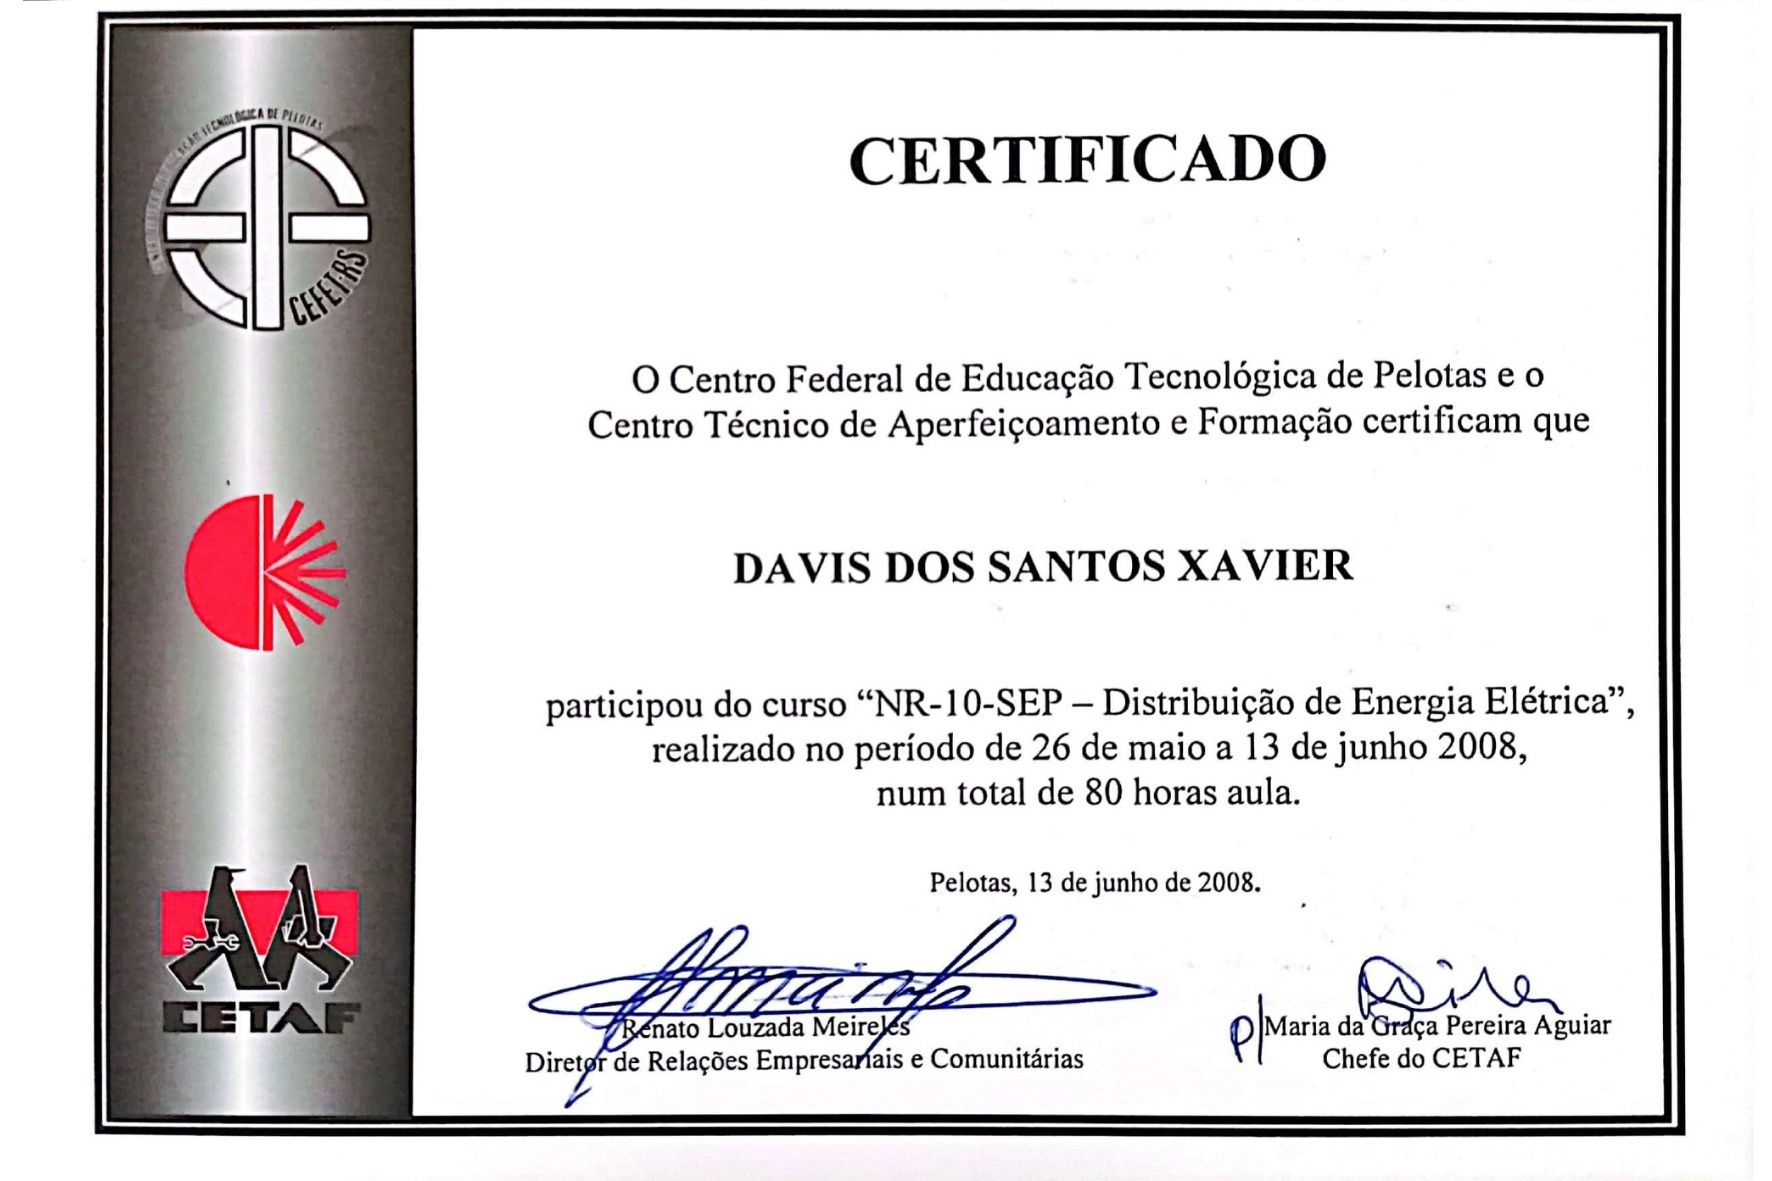 CERTIFICADO
O Centro Federal de Educação Tecnológica de Pelotas e o
Centro Técnico de Aperfeiçoamento e Formação certificam que
DAVIS DOS SANTOS XAVIER
participou do curso “NR-10-SEP – Distribuição de Energia Elétrica”,
realizado no período de 26 de maio a 13 de junho 2008,
num total de 80 horas aula.
Pelotas, 13 de junho de 2008.
Renato Louzada Meireles
Diretor de Relações Empresariais e Comunitárias
p/ Maria da Graça Pereira Aguiar
Chefe do CETAF
TECNOLÓGICA DE PELOTAS
CEFET-RS
CETAF